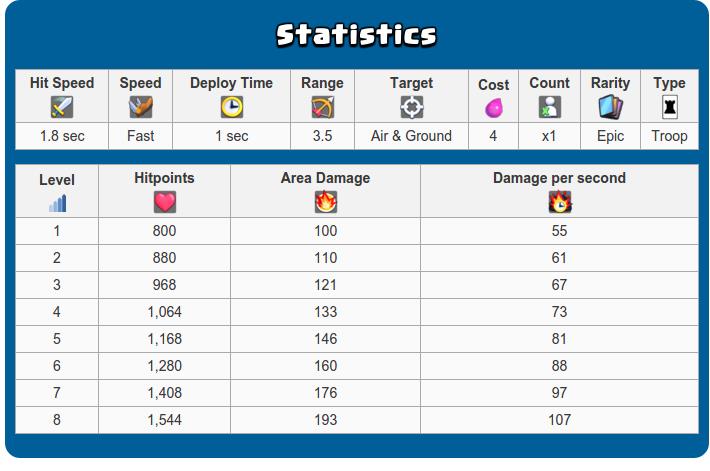 Statistics
Hit Speed Speed Deploy Time Range Target Cost Count Rarity Type
1.8 sec Fast 1 sec 3.5 Air & Ground 4 x1 Epic Troop
Level Hitpoints Area Damage Damage per second
1 800 100 55
2 880 110 61
3 968 121 67
4 1,064 133 73
5 1,168 146 81
6 1,280 160 88
7 1,408 176 97
8 1,544 193 107